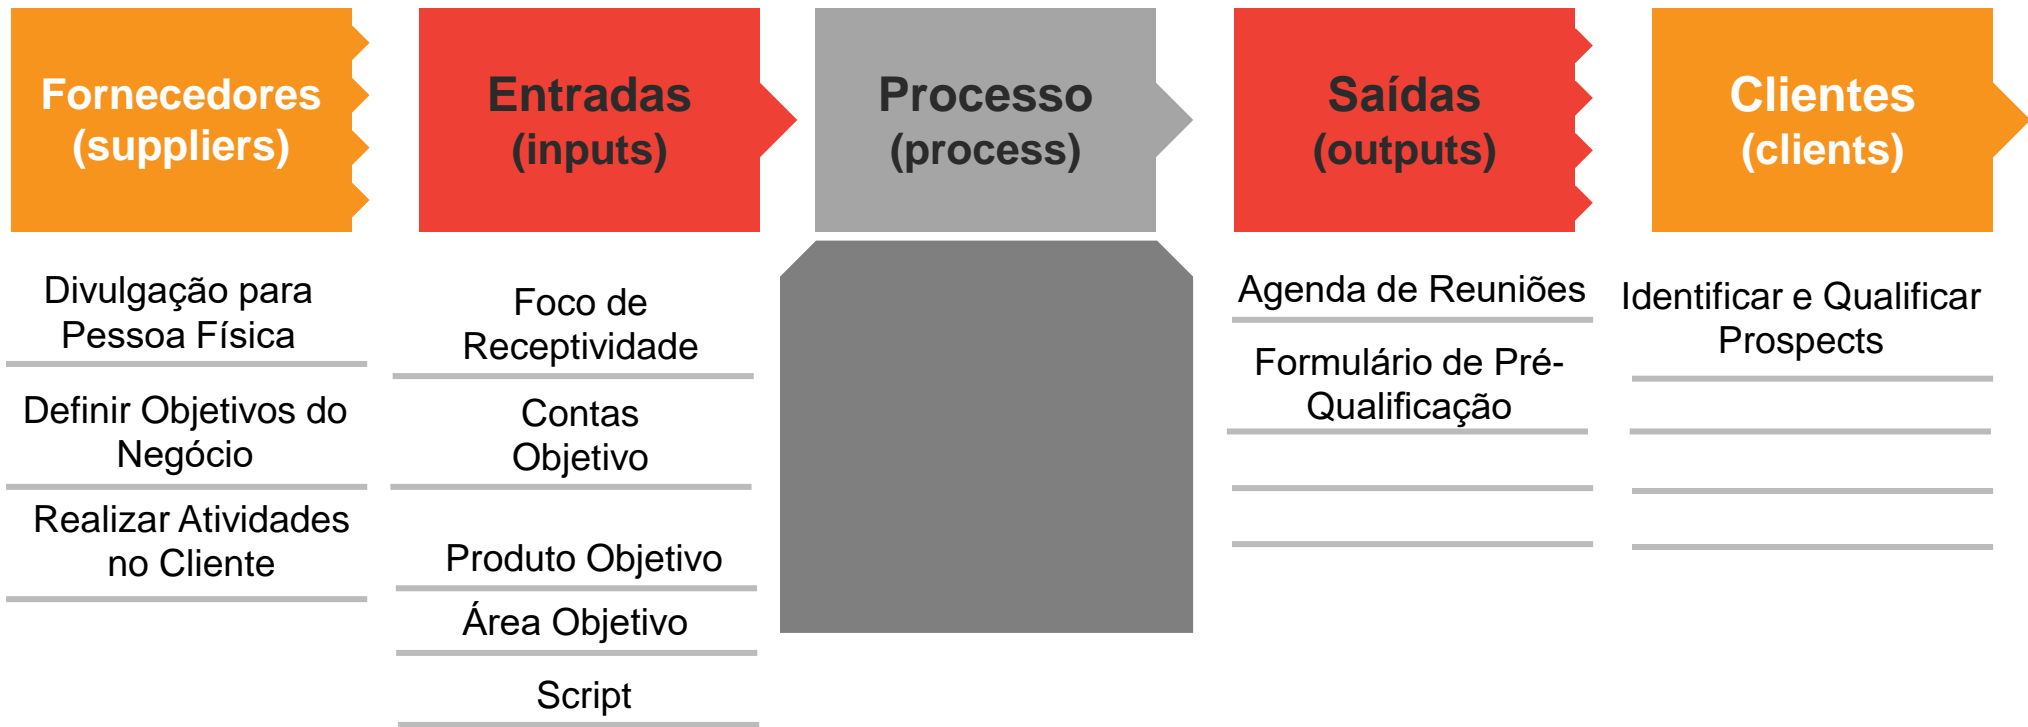 Fornecedores
(suppliers)
Entradas
(inputs)
Processo
(process)
Saídas
(outputs)
Clientes
(clients)
Divulgação para
Pessoa Física
Definir Objetivos do
Negócio
Realizar Atividades
no Cliente
Foco de
Receptividade
Contas
Objetivo
Produto Objetivo
Área Objetivo
Script
Agenda de Reuniões
Formulário de Pré-
Qualificação
Identificar e Qualificar
Prospects